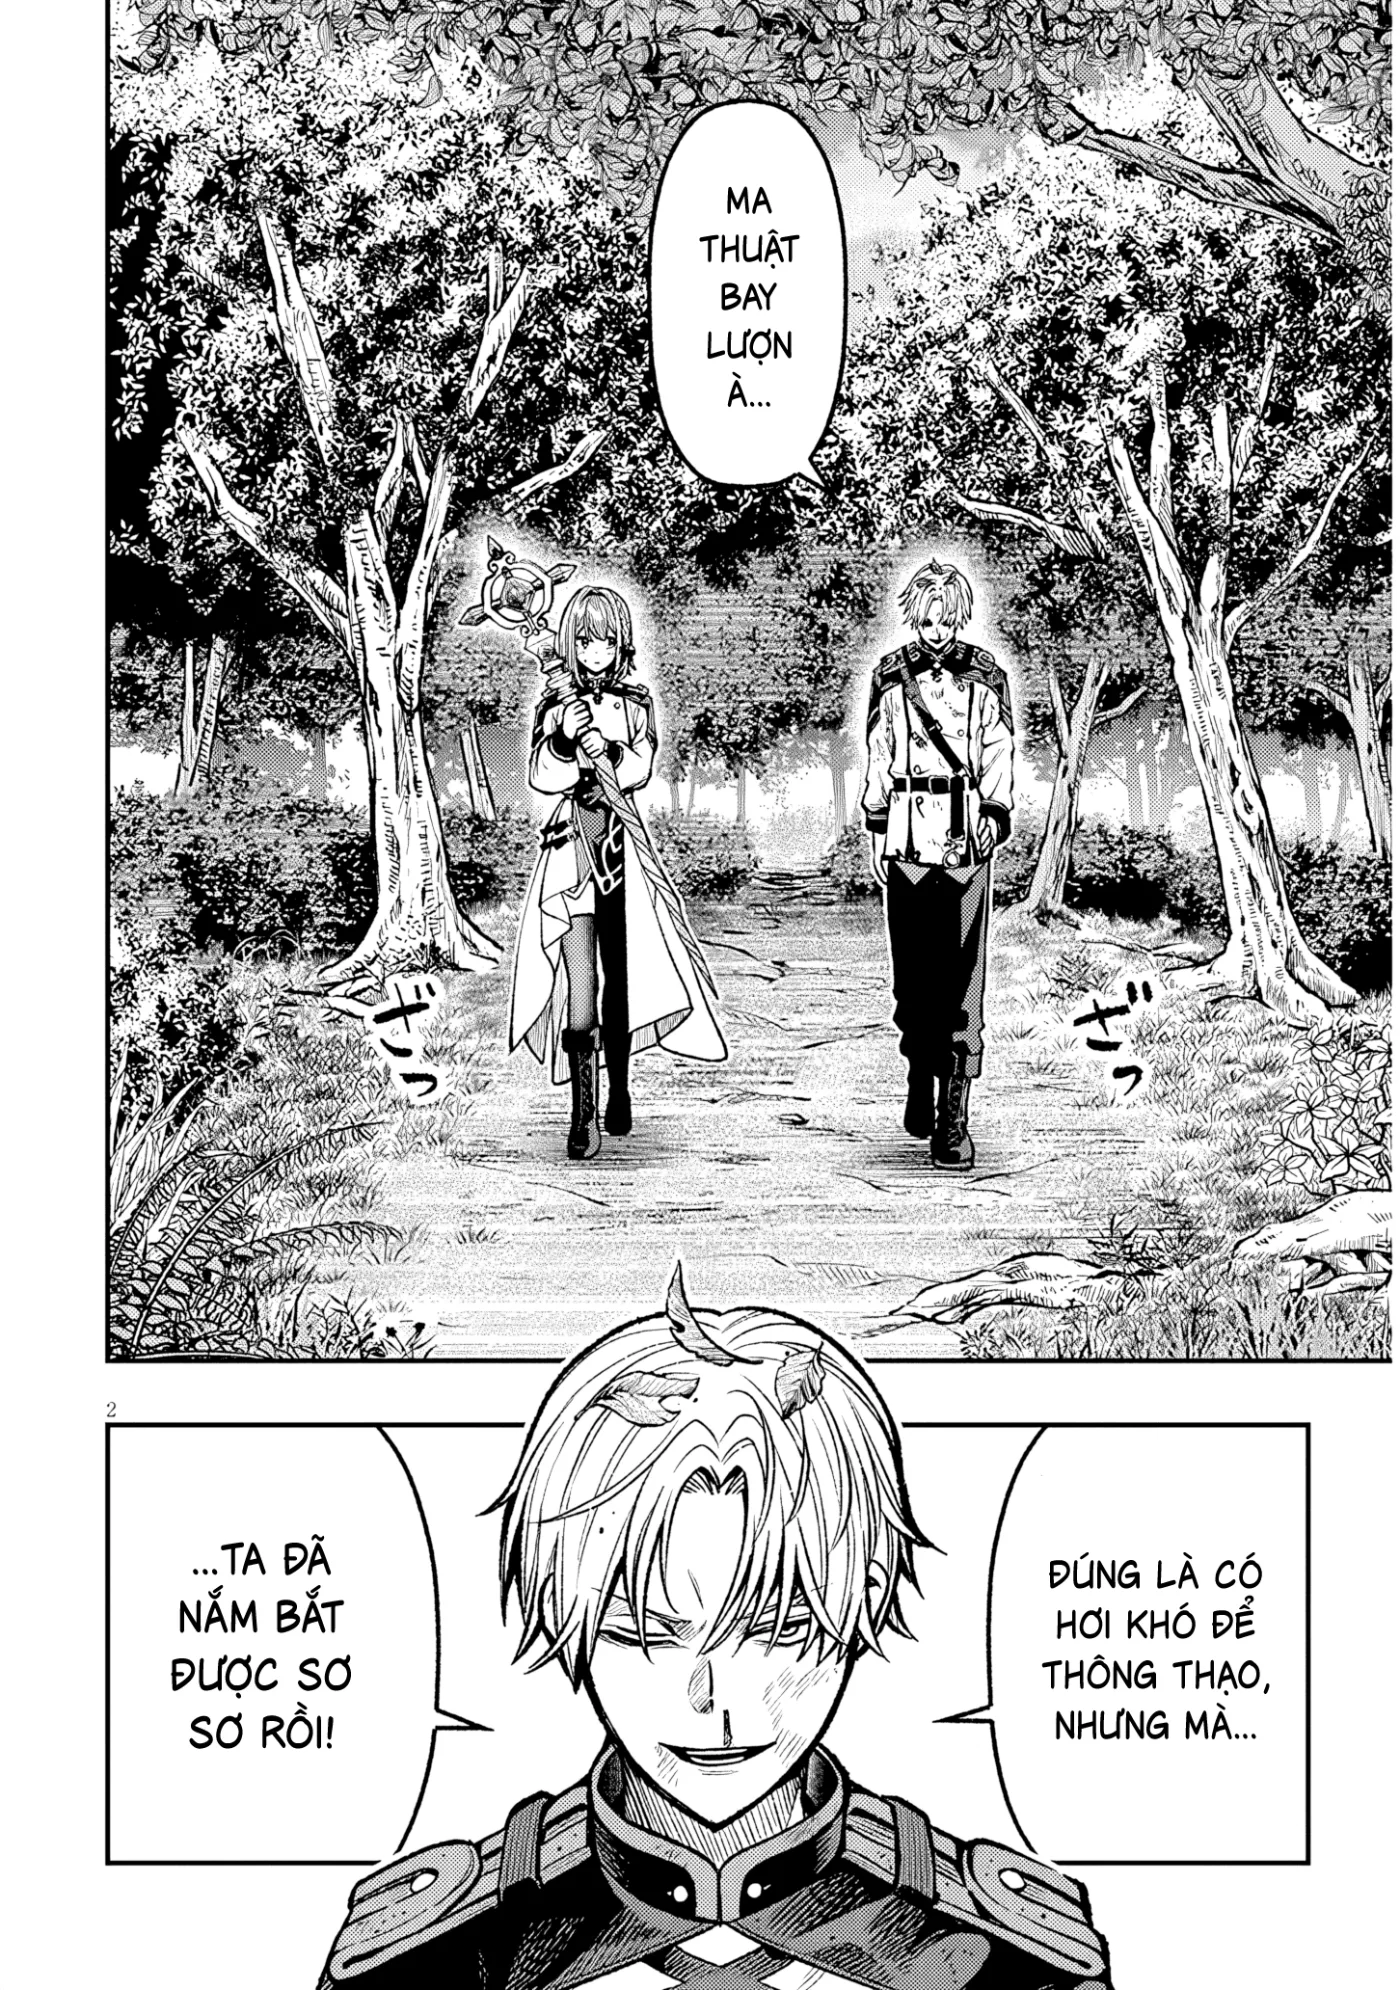 MA
THUẬT
BAY
LƯỢN
À...
ザッ
ザッ
2
ĐÚNG LÀ CÓ
HƠI KHÓ ĐỂ
THÔNG THẠO,
NHƯNG MÀ...
...TA ĐÃ
NẮM BẮT
ĐƯỢC SƠ
SƠ RỒI!